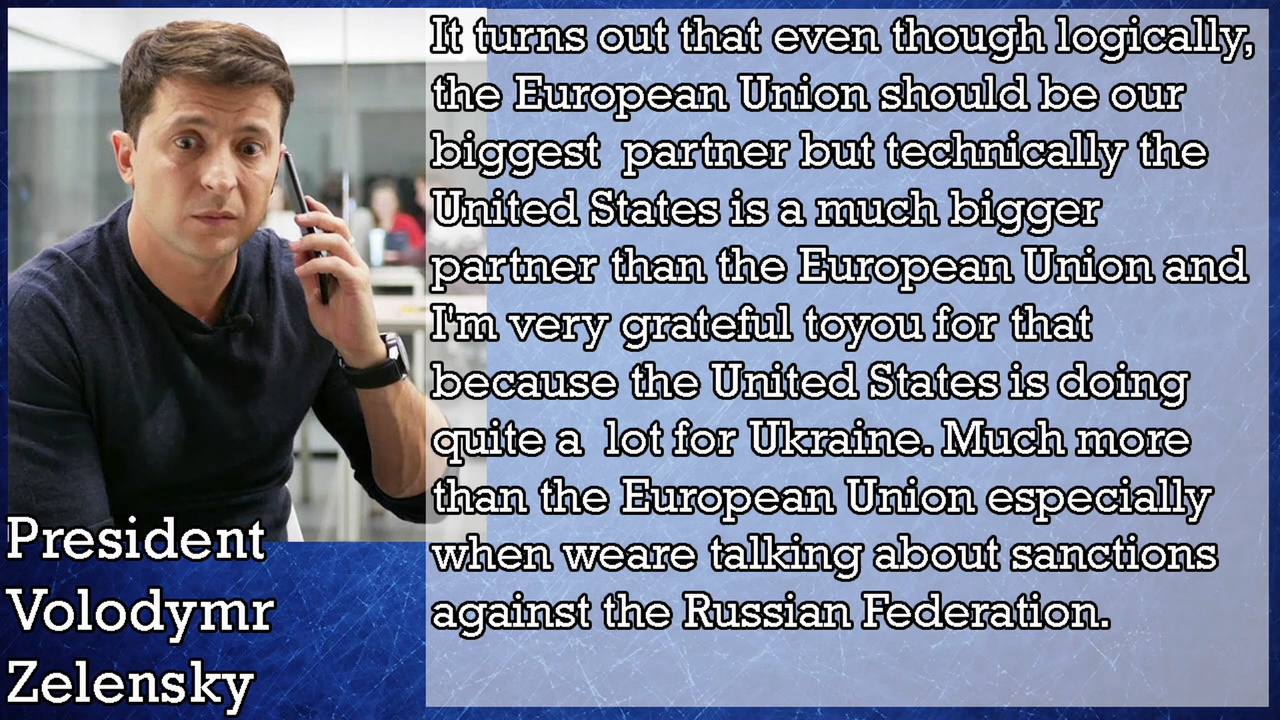 It turns out that even though logically,
the European Union should be our
biggest  partner but technically the
United States is a much bigger
partner than the European Union and
I'm very grateful toyou for that
because the United States is doing
quite a  lot for Ukraine. Much more
than the European Union especially
when weare talking about sanctions
against the Russian Federation.
President
Volodymr
Zelensky